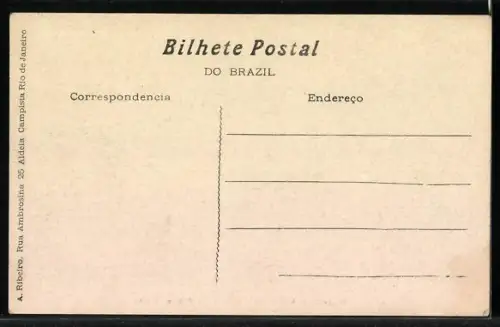 Bilhete Postal
DO BRAZIL
Correspondencia
Endereço
A. Ribeiro. Rua Ambrosina 25 Aldeia Campista Rio de Janeiro